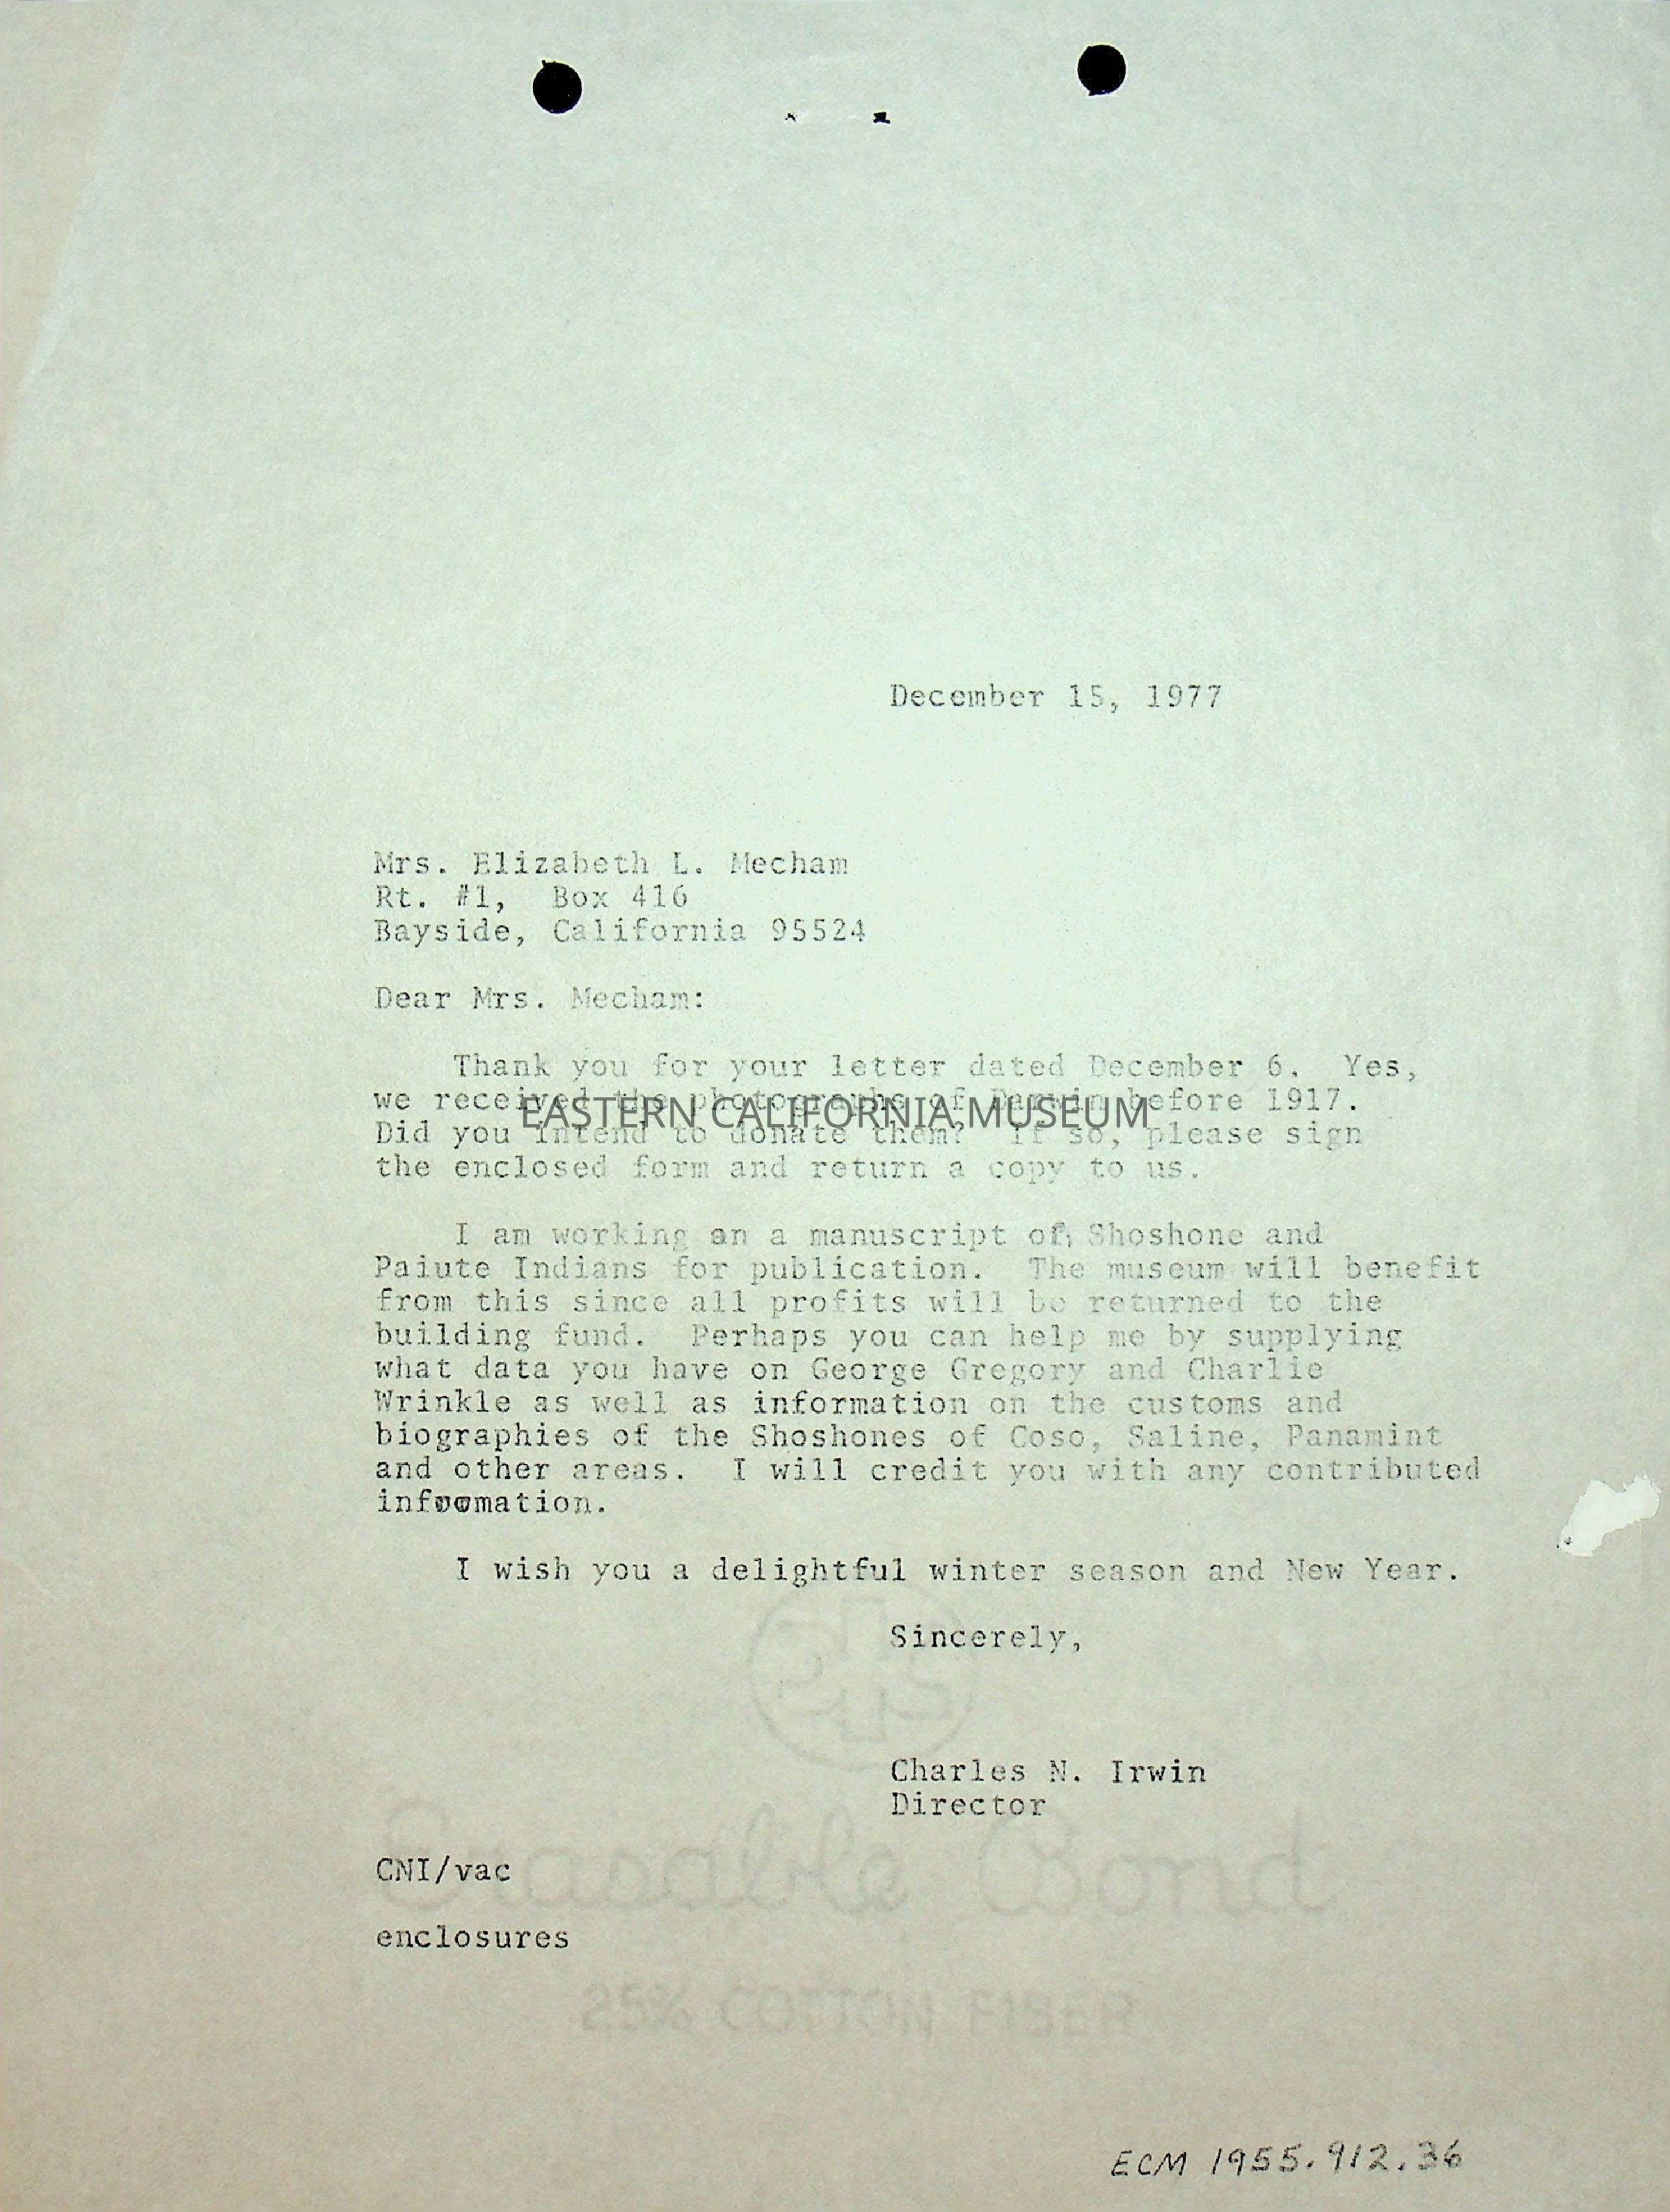 December 15, 1977
Mrs. Elizabeth L. Mecham
Rt. #1, Box 416
Bayside, California 95524
Dear Mrs. Mecham:
Thank you for your letter dated December 6. Yes,
we received the photographs of Darwin before 1917.
EASTERN CALIFORNIA MUSEUM
Did you intend to donate them? If so, please sign
the enclosed form and return a copy to us.
I am working on a manuscript of Shoshone and
Paiute Indians for publication. The museum will benefit
from this since all profits will be returned to the
building fund. Perhaps you can help me by supplying
what data you have on George Gregory and Charlie
Wrinkle as well as information on the customs and
biographies of the Shoshones of Coso, Saline, Panamint
and other areas. I will credit you with any contributed
information.
I wish you a delightful winter season and New Year.
Sincerely,
Charles N. Irwin
Director
CNI/vac
enclosures
25% COTTON FIBER
ECM 1955.912.36